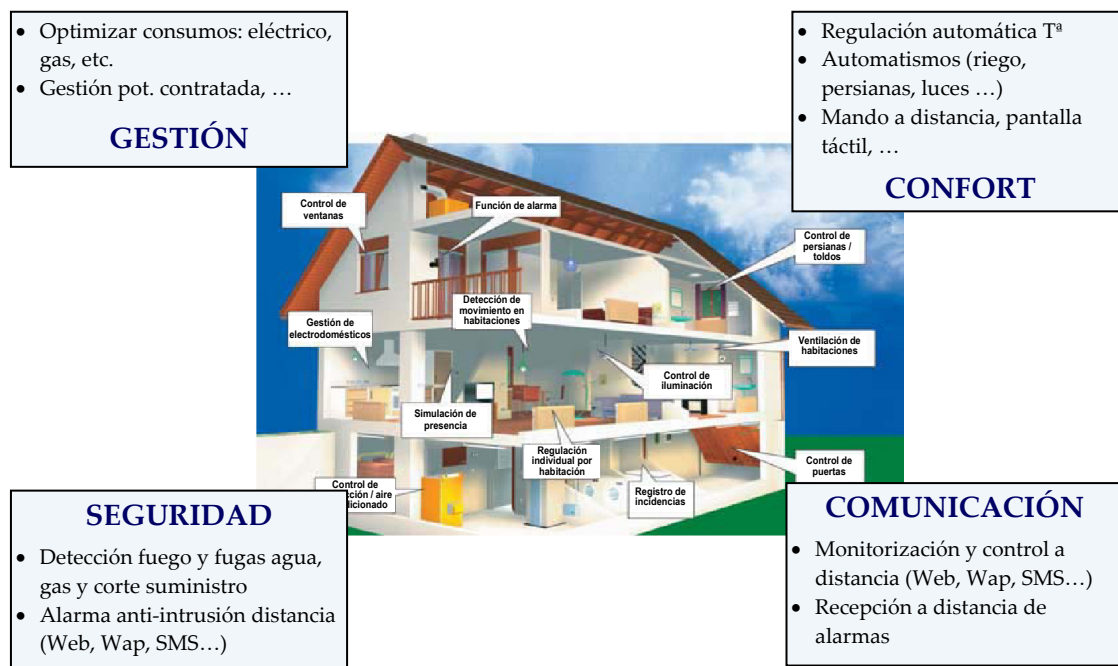 • Optimizar consumos: eléctrico,
gas, etc.
• Gestión pot. contratada, …
GESTIÓN
• Regulación automática Tª
• Automatismos (riego,
persianas, luces …)
• Mando a distancia, pantalla
táctil, …
CONFORT
Control de
ventanas
Función de alarma
Control de
persianas /
toldos
Detección de
movimiento en
habitaciones
Gestión de
electrodomésticos
Ventilación de
habitaciones
Control de
iluminación
Simulación de
presencia
Regulación
individual por
habitación
Control de
puertas
Control de
cción / aire
dicionado
Registro de
incidencias
SEGURIDAD
• Detección fuego y fugas agua,
gas y corte suministro
• Alarma anti-intrusión distancia
(Web, Wap, SMS…)
COMUNICACIÓN
• Monitorización y control a
distancia (Web, Wap, SMS…)
• Recepción a distancia de
alarmas